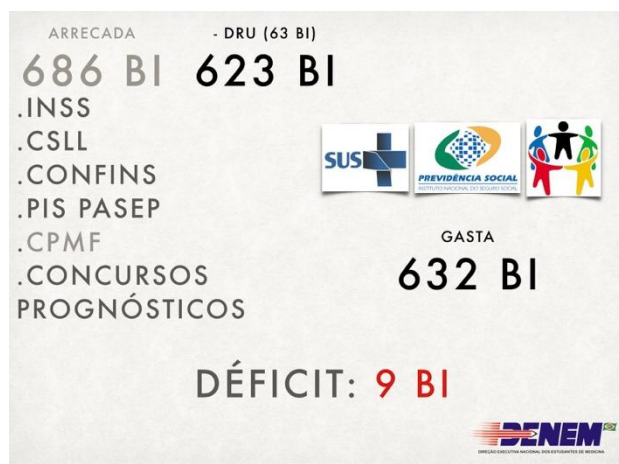 ARRECADA
686 BI
- DRU (63 BI)
623 BI
.INSS
.CSLL
.CONFINS
.PIS PASEP
.CPMF
.CONCURSOS
PROGNÓSTICOS
SUS
PREVIDÊNCIA SOCIAL
INSTITUTO NACIONAL DO SEGURO SOCIAL
GASTA
632 BI
DÉFICIT: 9 BI
DENEM
DIREÇÃO EXECUTIVA NACIONAL DOS ESTUDANTES DE MEDICINA